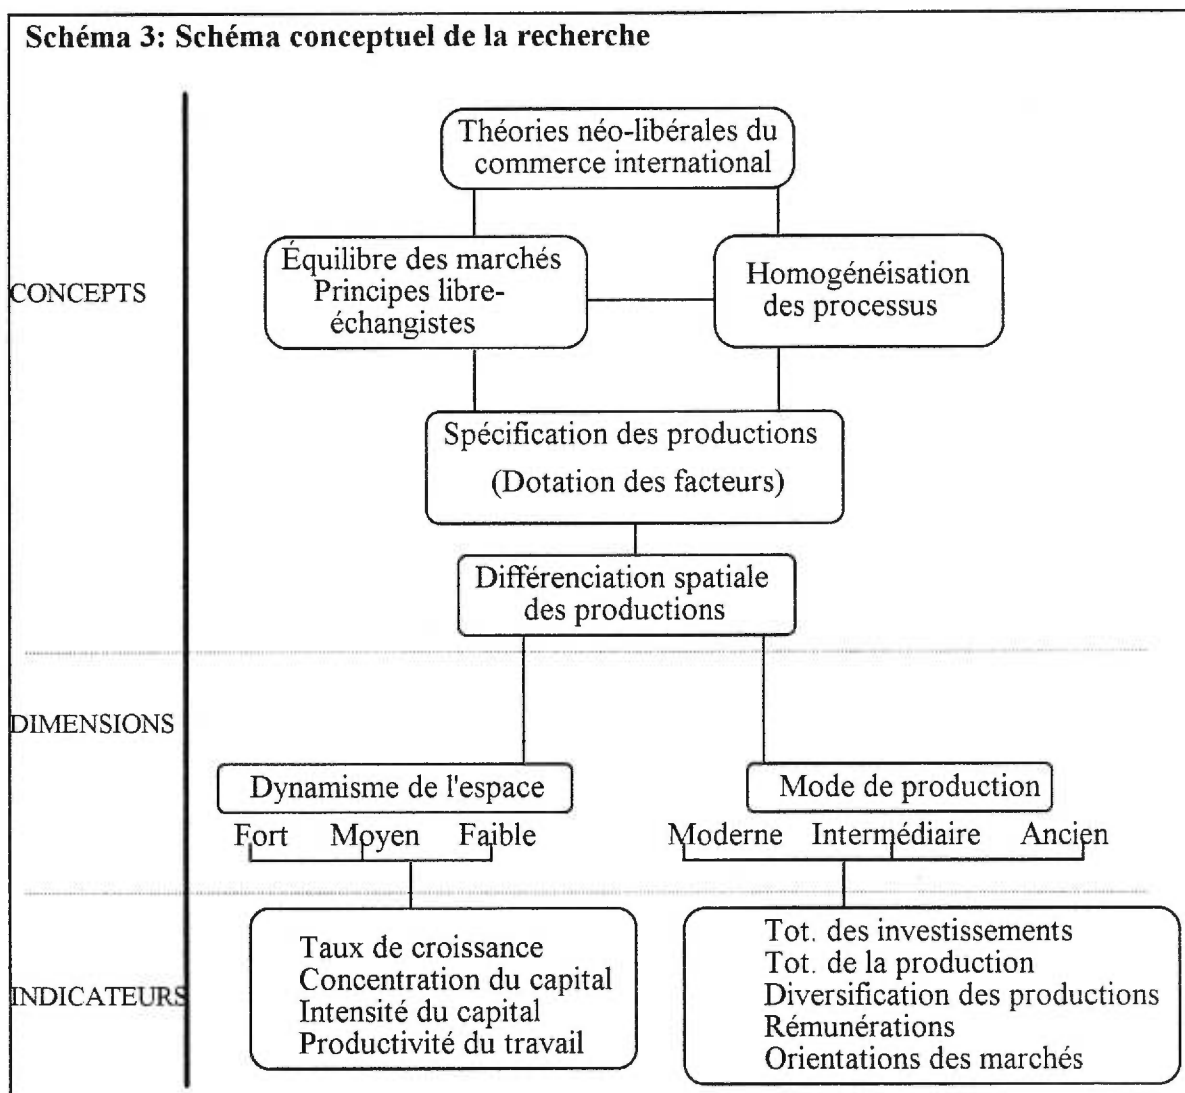 Schéma 3: Schéma conceptuel de la recherche
Théories néo-libérales du
commerce international
CONCEPTS
Équilibre des marchés
Principes libre-
échangistes
Homogénéisation
des processus
Spécification des productions
(Dotation des facteurs)
Différenciation spatiale
des productions
DIMENSIONS
Dynamisme de l'espace
Fort Moyen Faible
Mode de production
Moderne Intermédiaire Ancien
INDICATEURS
Taux de croissance
Concentration du capital
Intensité du capital
Productivité du travail
Tot. des investissements
Tot. de la production
Diversification des productions
Rémunérations
Orientations des marchés